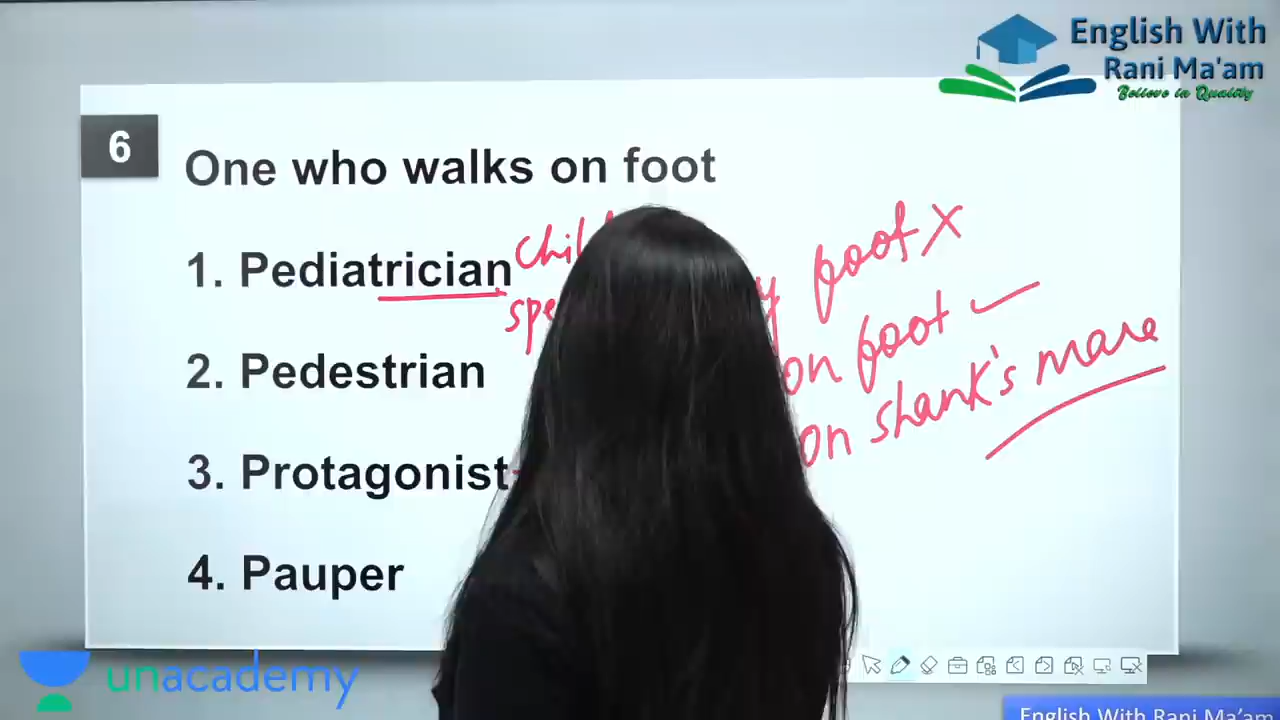 English With
Rani Ma'am
Believe in Quality
6
One who walks on foot
1. Pediatrician
foot X
2. Pedestrian
on foot ✓
on shank's mare
3. Protagonist
4. Pauper
unacademy
English With Rani Ma'am